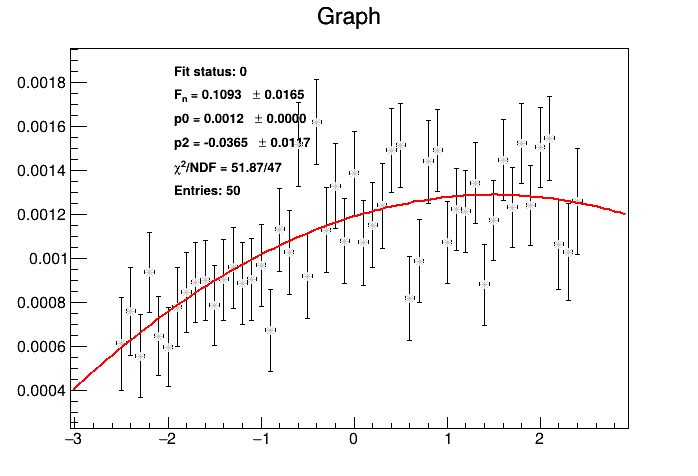 Graph
Fit status: 0
Fn = 0.1093 ± 0.0165
p0 = 0.0012 ± 0.0000
p2 = -0.0365 ± 0.0117
χ²/NDF = 51.87/47
Entries: 50
0.0018
0.0016
0.0014
0.0012
0.001
0.0008
0.0006
0.0004
−3 −2 −1 0 1 2